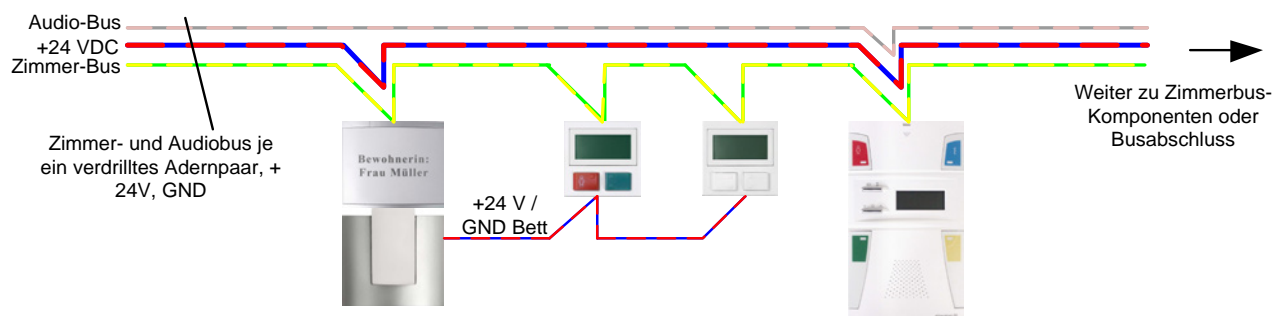 Audio-Bus
+24 VDC
Zimmer-Bus
Zimmer- und Audiobus je
ein verdrilltes Adernpaar, +
24V, GND
Bewohnerin:
Frau Müller
+24 V /
GND Bett
Weiter zu Zimmerbus-
Komponenten oder
Busabschluss